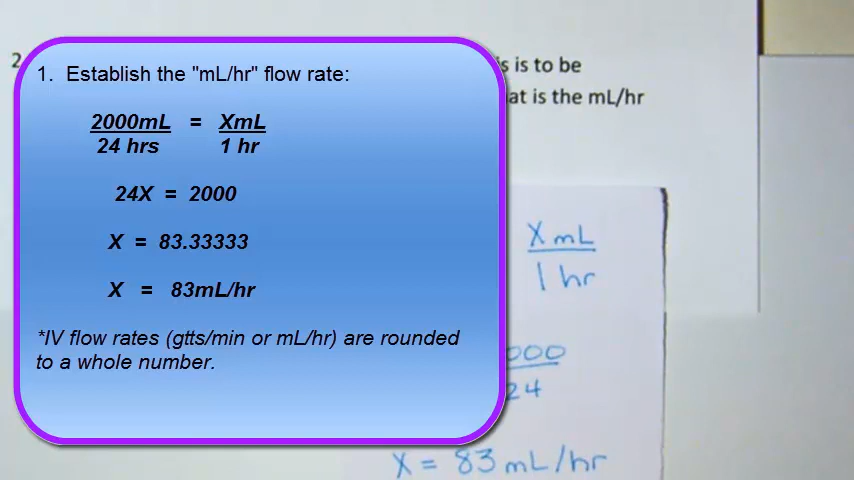 2
s is to be
at is the mL/hr
1. Establish the "mL/hr" flow rate:
2000mL = XmL
24 hrs 1 hr
24X = 2000
X = 83.33333
X = 83mL/hr
*IV flow rates (gtts/min or mL/hr) are rounded
to a whole number.
X mL
1 hr
000
24
X = 83 mL/hr